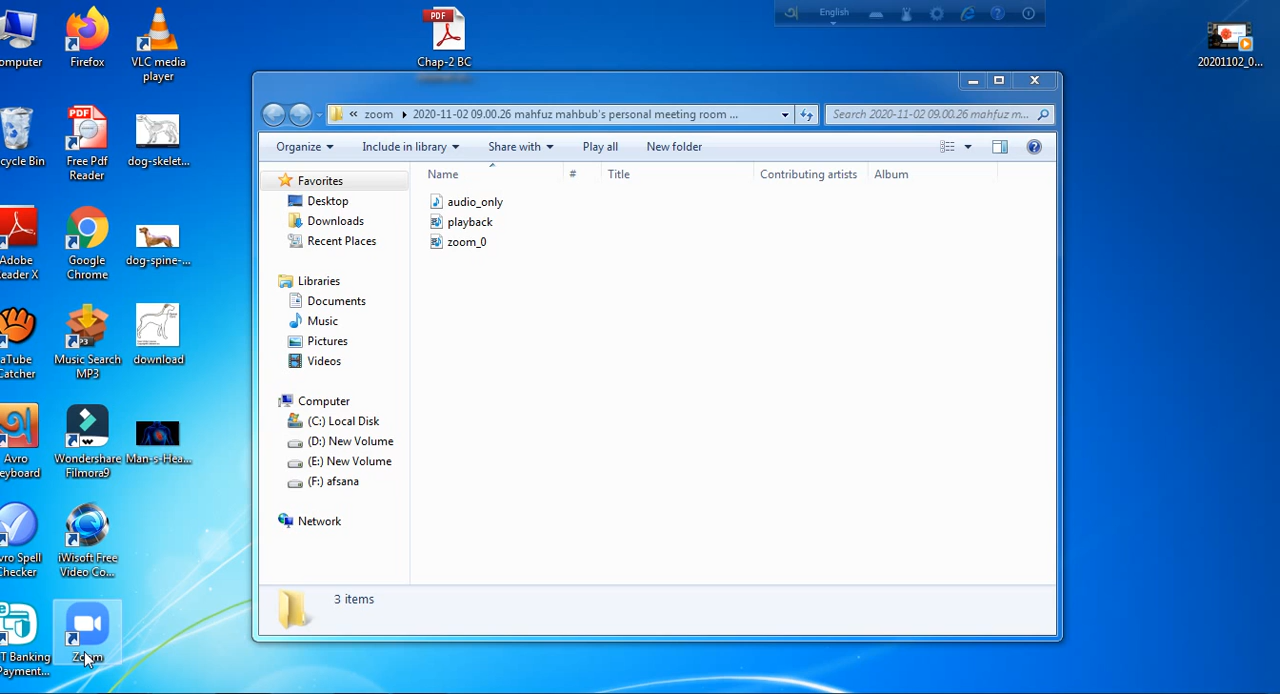 English
Computer
Firefox
VLC media
player
Chap-2 BC
20201102_0...
« zoom ▸ 2020-11-02 09.00.26 mahfuz mahbub's personal meeting room ...
Search 2020-11-02 09.00.26 mahfuz m...
Organize
Include in library
Share with
Play all
New folder
Name
#
Title
Contributing artists
Album
Favorites
Desktop
Downloads
Recent Places
Libraries
Documents
Music
Pictures
Videos
Computer
(C:) Local Disk
(D:) New Volume
(E:) New Volume
(F:) afsana
Network
audio_only
playback
zoom_0
3 items
cycle Bin
PDF
Free Pdf
Reader
dog-skelet...
Adobe
eader X
Google
Chrome
dog-spine-...
aTube
Catcher
Music Search
MP3
download
Avro
eyboard
Wondershare
Filmora9
Man-s-Hea...
vro Spell
Checker
iWisoft Free
Video Co...
T Banking
Payment...
Zoom